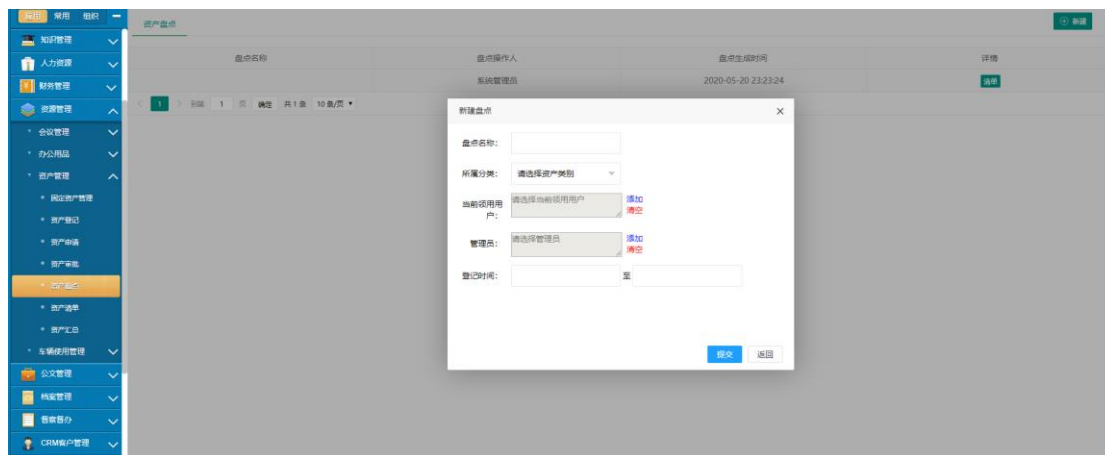 应用 常用 组织
知识管理
人力资源
财务管理
资源管理
会议管理
办公用品
资产管理
固定资产管理
资产登记
资产申请
资产审批
资产盘点
资产清单
资产汇总
车辆使用管理
公文管理
档案管理
督察督办
CRM客户管理
资产盘点
新建
盘点名称 盘点操作人 盘点生成时间 详情
系统管理员 2020-05-20 23:23:24 清单
1 到第 1 页 确定 共1条 10条/页
新建盘点
盘点名称：
所属分类： 请选择资产类别
当前领用用户： 请选择当前领用用户 添加
清空
管理员： 请选择管理员 添加
清空
登记时间： 至
提交 返回